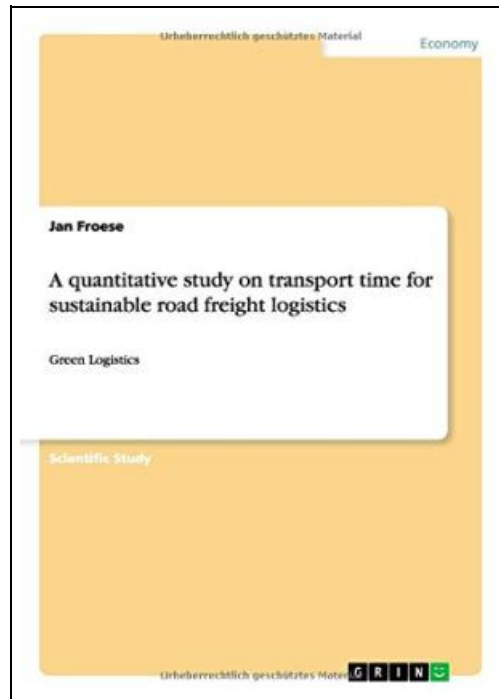 Urheberrechtlich geschütztes Material
Economy
Jan Froese
A quantitative study on transport time for
sustainable road freight logistics
Green Logistics
Scientific Study
Urheberrechtlich geschütztes Mater
G R I N